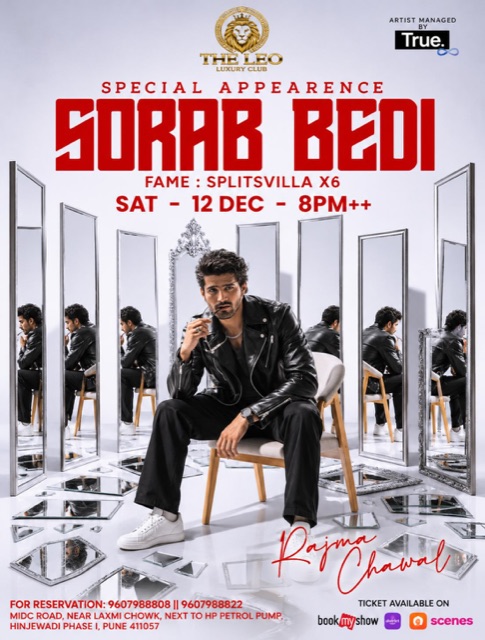 THE LEO
LUXURY CLUB
ARTIST MANAGED
BY
True.
SPECIAL APPEARENCE
SORAB BEDI
FAME : SPLITSVILLA X6
SAT - 12 DEC - 8PM++
Rajma
Chawal
FOR RESERVATION: 9607988808 || 9607988822
MIDC ROAD, NEAR LAXMI CHOWK, NEXT TO HP PETROL PUMP,
HINJEWADI PHASE I, PUNE 411057
TICKET AVAILABLE ON
bookmyshow
scenes